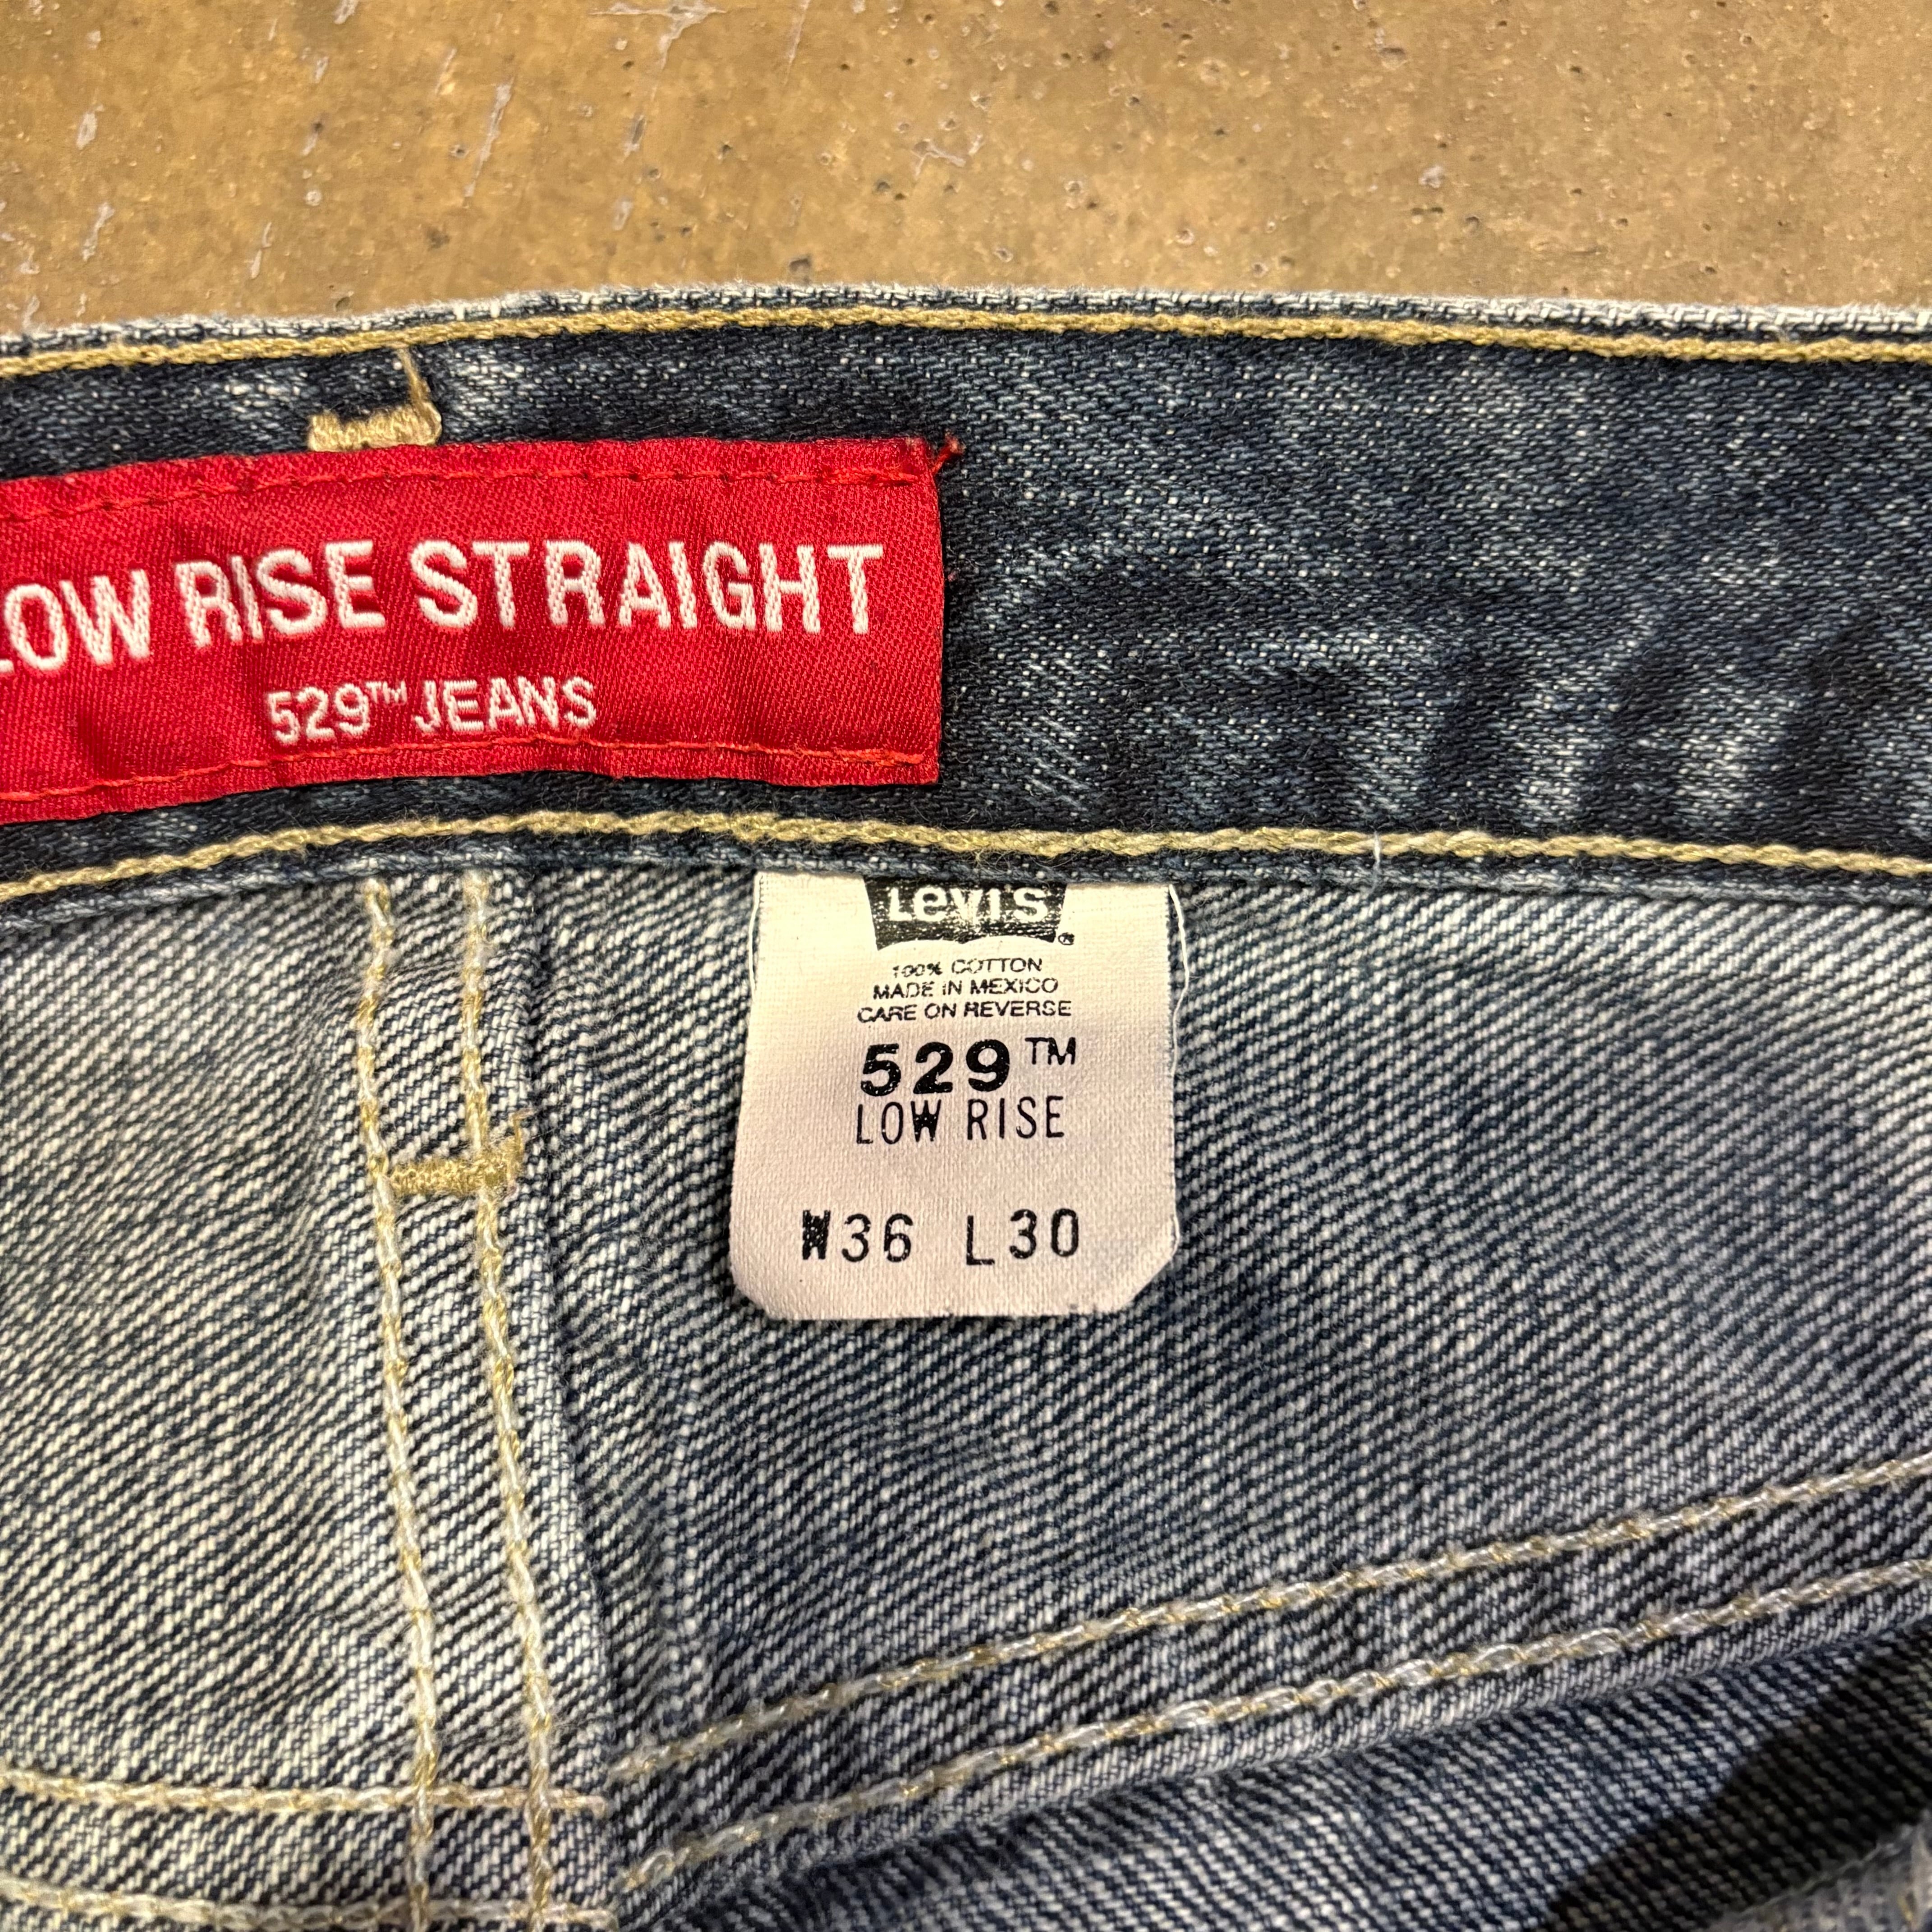 LOW RISE STRAIGHT
529™ JEANS
Levi's®
100% COTTON
MADE IN MEXICO
CARE ON REVERSE
529™
LOW RISE
W36 L30